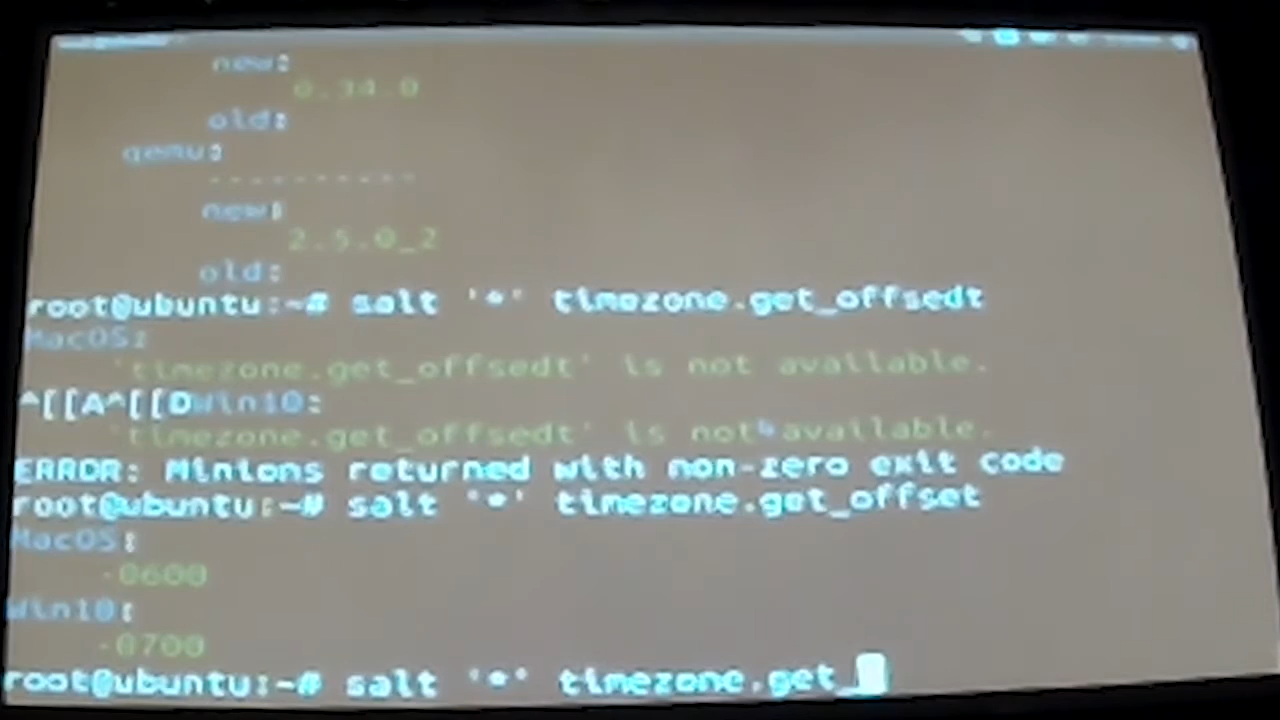 new:
0.34.0
old:
qemu:
----------
new:
2.5.0_2
old:
root@ubuntu:~# salt '*' timezone.get_offsedt
MacOS:
'timezone.get_offsedt' is not available.
^[[A^[[DWin10:
'timezone.get_offsedt' is not available.
ERROR: Minions returned with non-zero exit code
root@ubuntu:~# salt '*' timezone.get_offset
MacOS:
-0600
Win10:
-0700
root@ubuntu:~# salt '*' timezone.get_